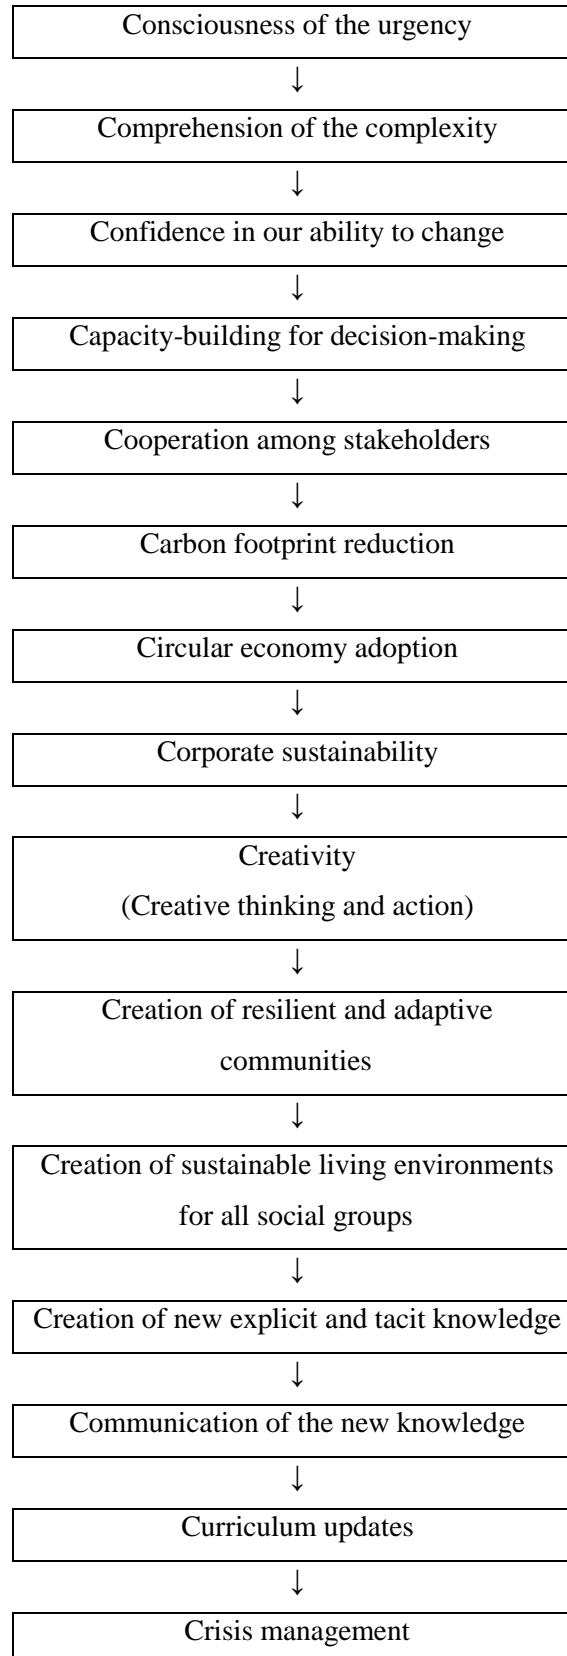 Consciousness of the urgency
↓
Comprehension of the complexity
↓
Confidence in our ability to change
↓
Capacity-building for decision-making
↓
Cooperation among stakeholders
↓
Carbon footprint reduction
↓
Circular economy adoption
↓
Corporate sustainability
↓
Creativity
(Creative thinking and action)
↓
Creation of resilient and adaptive
communities
↓
Creation of sustainable living environments
for all social groups
↓
Creation of new explicit and tacit knowledge
↓
Communication of the new knowledge
↓
Curriculum updates
↓
Crisis management